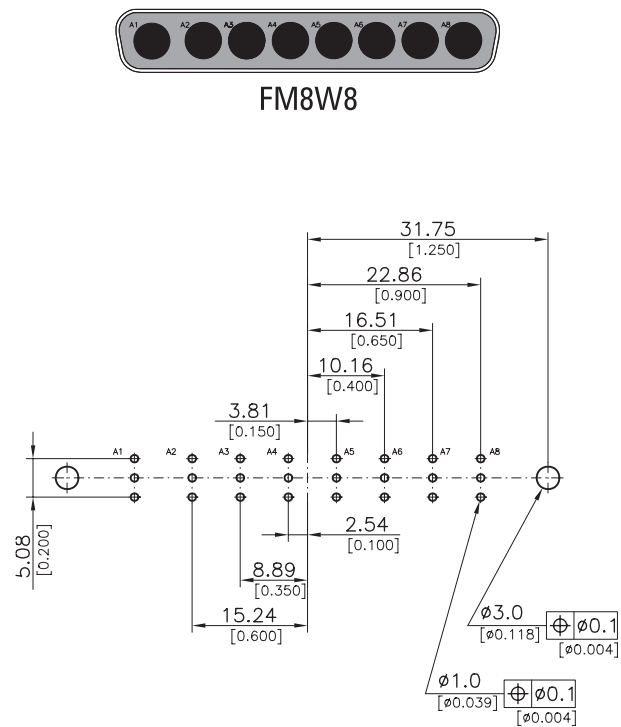 A1 A2 A3 A4 A5 A6 A7 A8
FM8W8
31.75
[1.250]
22.86
[0.900]
16.51
[0.650]
10.16
[0.400]
3.81
[0.150]
A1 A2 A3 A4 A5 A6 A7 A8
5.08
[0.200]
2.54
[0.100]
8.89
[0.350]
15.24
[0.600]
ø3.0 ⌖ ø0.1
[ø0.118] [ø0.004]
ø1.0 ⌖ ø0.1
[ø0.039] [ø0.004]